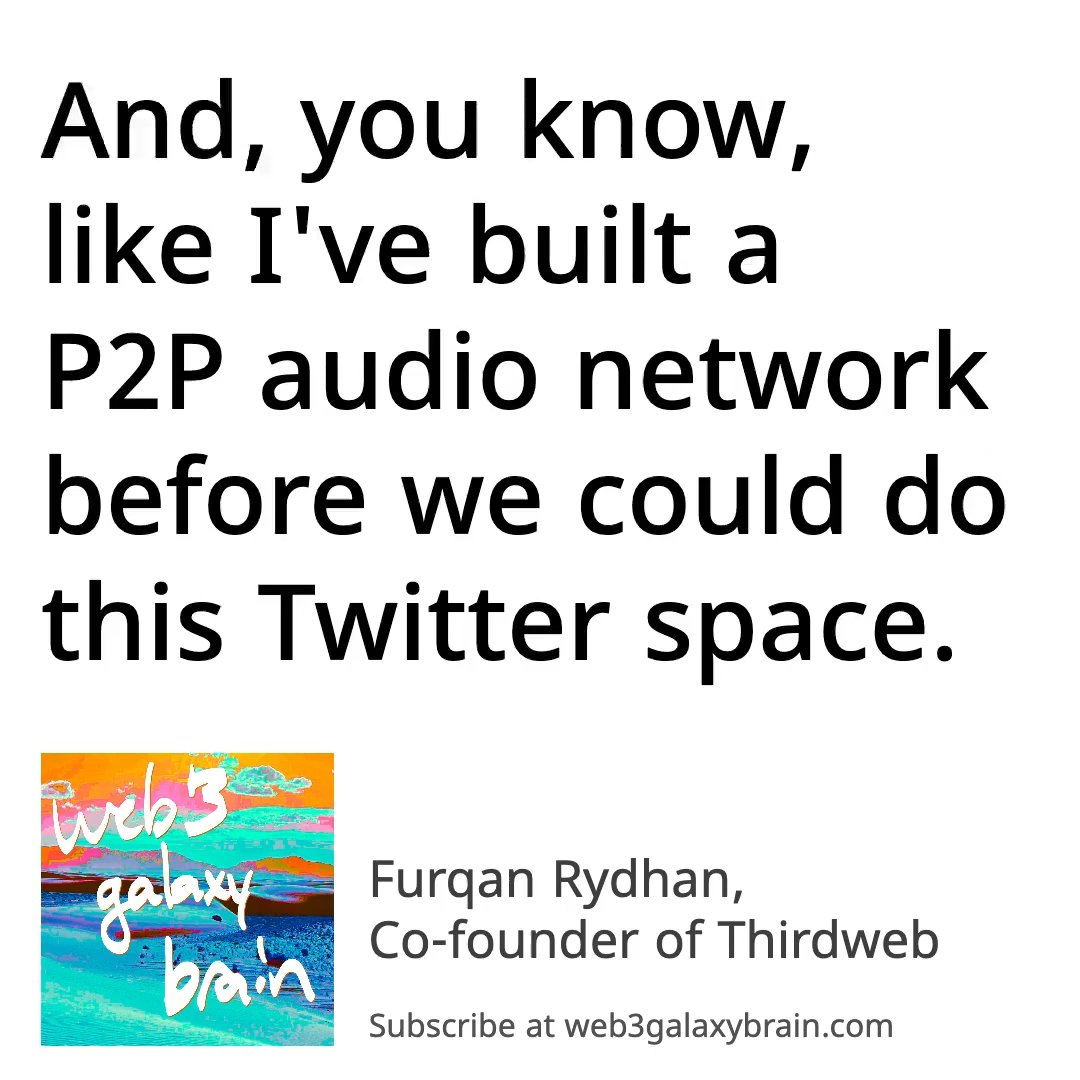 And, you know,
like I've built a
P2P audio network
before we could do
this Twitter space.
web3
galaxy
brain
Furqan Rydhan,
Co-founder of Thirdweb
Subscribe at web3galaxybrain.com